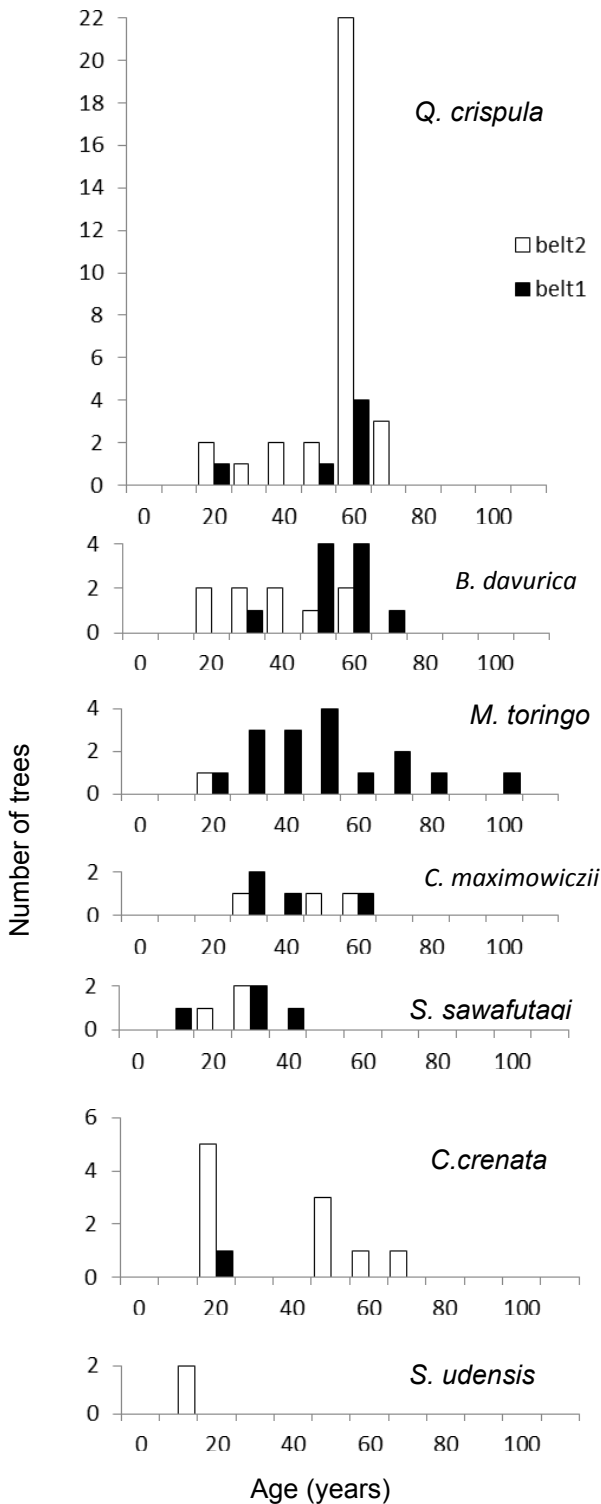 22
20
18
16
14
12
10
8
6
4
2
0
Q. crispula
belt2
belt1
0 20 40 60 80 100
4
2
0
B. davurica
0 20 40 60 80 100
4
2
0
M. toringo
0 20 40 60 80 100
2
0
C. maximowiczii
0 20 40 60 80 100
2
0
S. sawafutagi
0 20 40 60 80 100
6
4
2
0
C.crenata
0 20 40 60 80 100
2
0
S. udensis
0 20 40 60 80 100
Number of trees
Age (years)